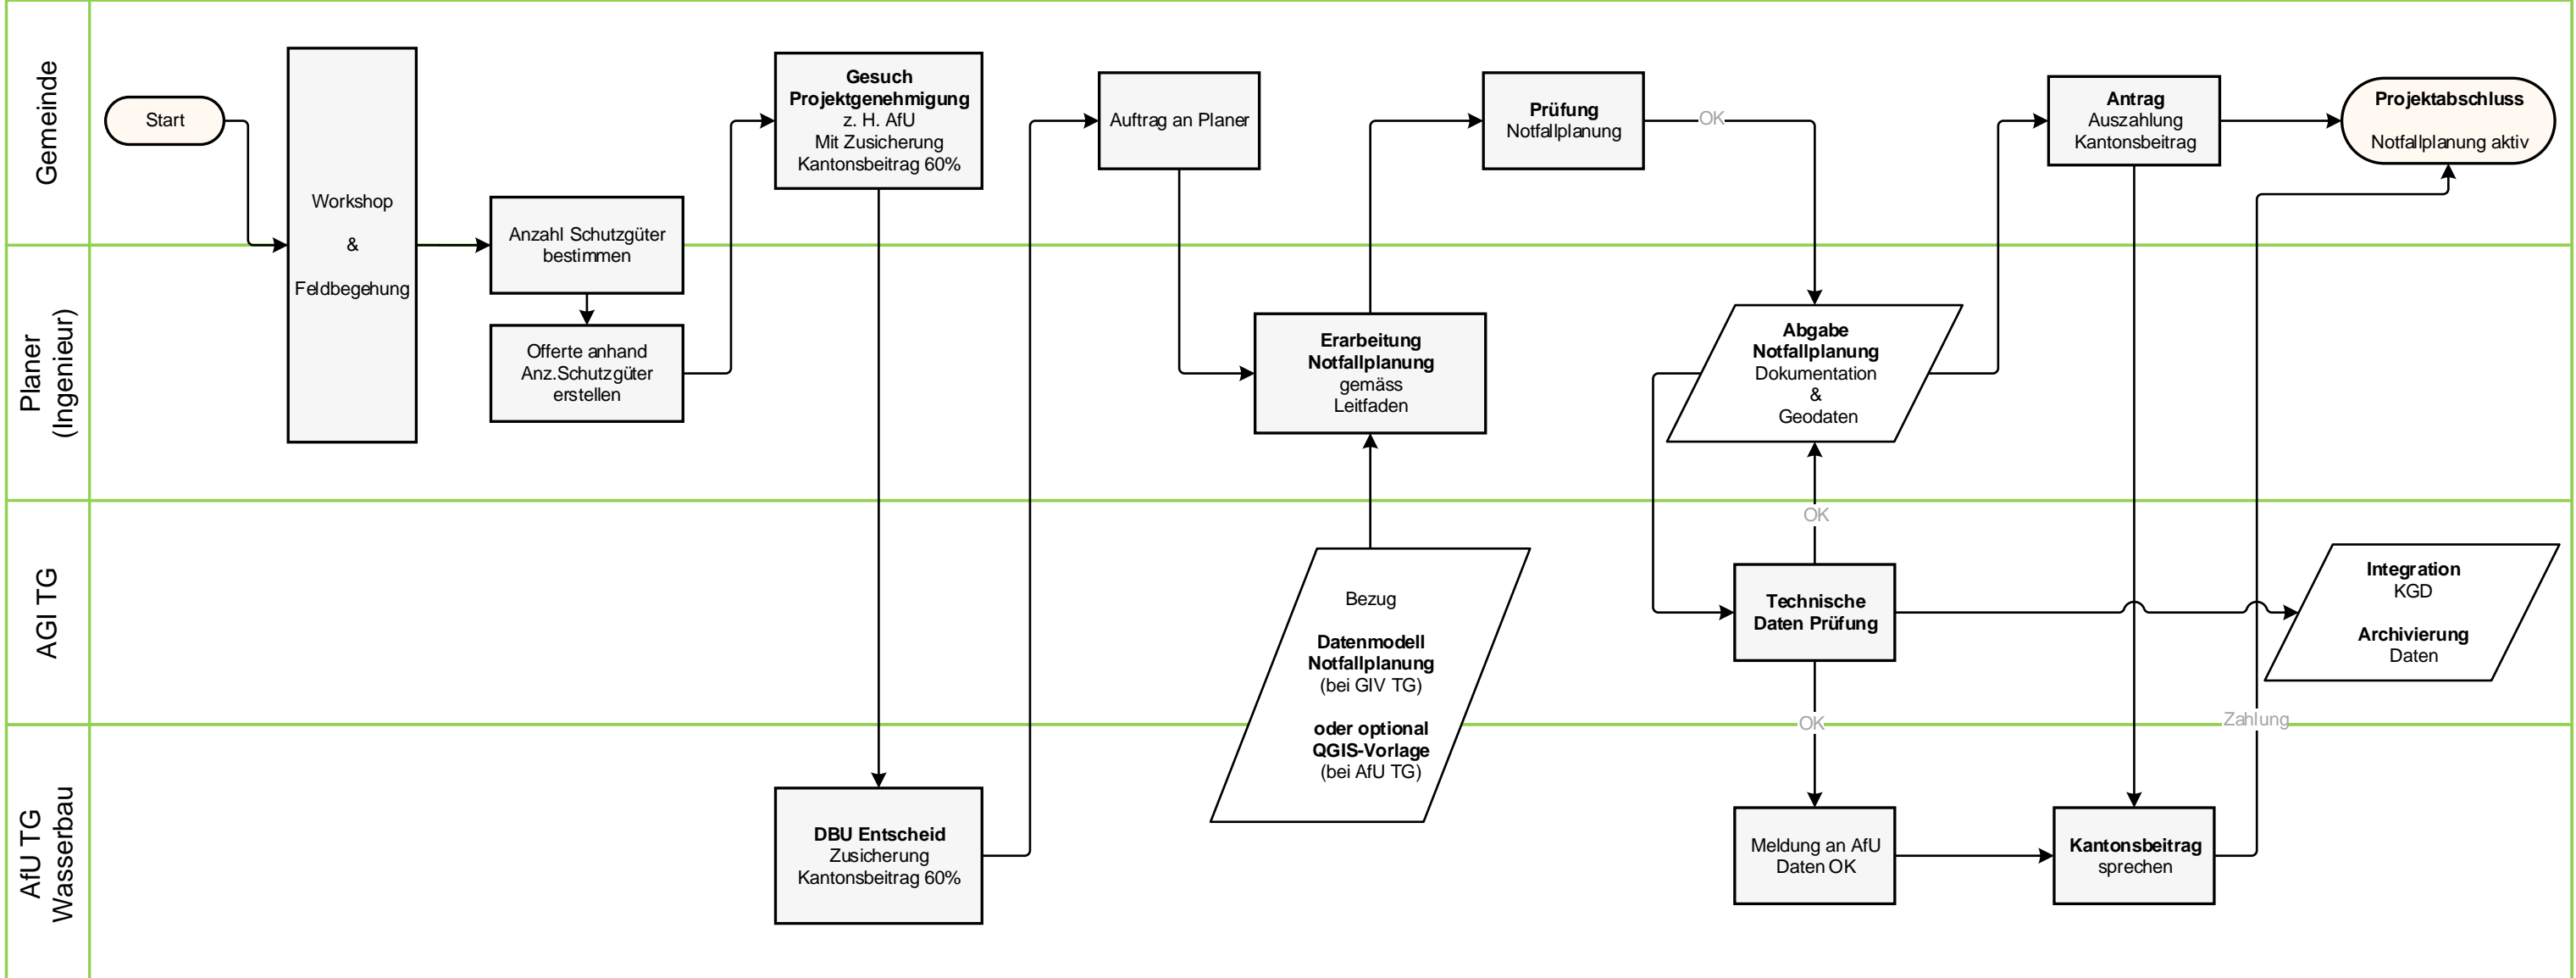 Gemeinde
Start
Workshop
&
Feldbegehung
Anzahl Schutzgüter
bestimmen
Gesuch
Projektgenehmigung
z. H. AfU
Mit Zusicherung
Kantonsbeitrag 60%
Auftrag an Planer
Prüfung
Notfallplanung
OK
Antrag
Auszahlung
Kantonsbeitrag
Projektabschluss
Notfallplanung aktiv
Planer
(Ingenieur)
Offerte anhand
Anz.Schutzgüter
erstellen
Erarbeitung
Notfallplanung
gemäss
Leitfaden
Abgabe
Notfallplanung
Dokumentation
&
Geodaten
AGI TG
Bezug
Datenmodell
Notfallplanung
(bei GIV TG)
oder optional
QGIS-Vorlage
(bei AfU TG)
OK
Technische
Daten Prüfung
Integration
KGD
Archivierung
Daten
OK
Zahlung
AfU TG
Wasserbau
DBU Entscheid
Zusicherung
Kantonsbeitrag 60%
Meldung an AfU
Daten OK
Kantonsbeitrag
sprechen